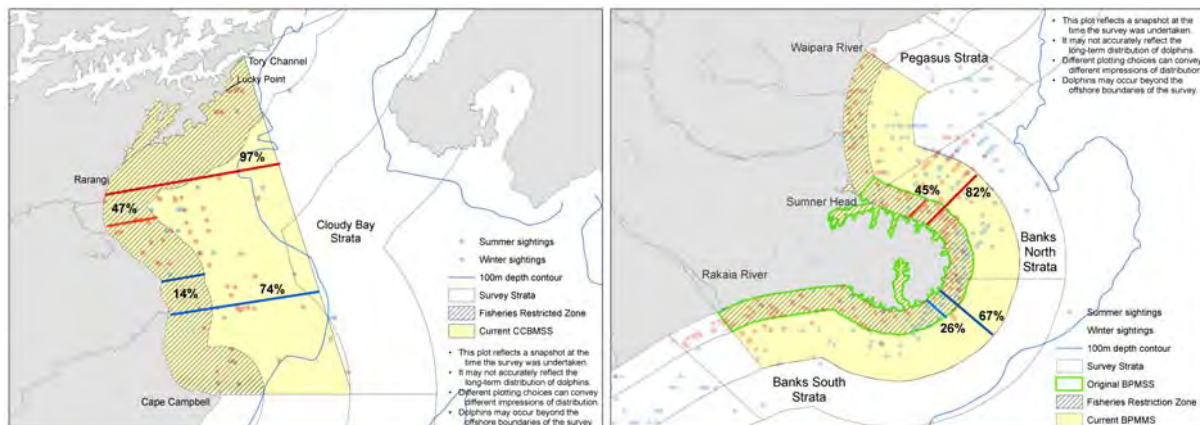 Tory Channel
Lucky Point
97%
Rarangi
47%
Cloudy Bay
Strata
14%
74%
Cape Campbell
Summer sightings
Winter sightings
100m depth contour
Survey Strata
Fisheries Restricted Zone
Current CCBMSS
• This plot reflects a snapshot at the
time the survey was undertaken.
• It may not accurately reflect the
long-term distribution of dolphins.
• Different plotting choices can convey
different impressions of distribution.
• Dolphins may occur beyond the
offshore boundaries of the survey
Waipara River
Pegasus Strata
• This plot reflects a snapshot at the
time the survey was undertaken.
• It may not accurately reflect the
long-term distribution of dolphins.
• Different plotting choices can convey
different impressions of distribution
• Dolphins may occur beyond the
offshore boundaries of the survey.
45%
82%
Sumner Head
Banks
North
Strata
Rakaia River
67%
26%
Banks South
Strata
Summer sightings
Winter sightings
100m depth contour
Survey Strata
Original BPMSS
Fisheries Restriction Zone
Current BPMMS